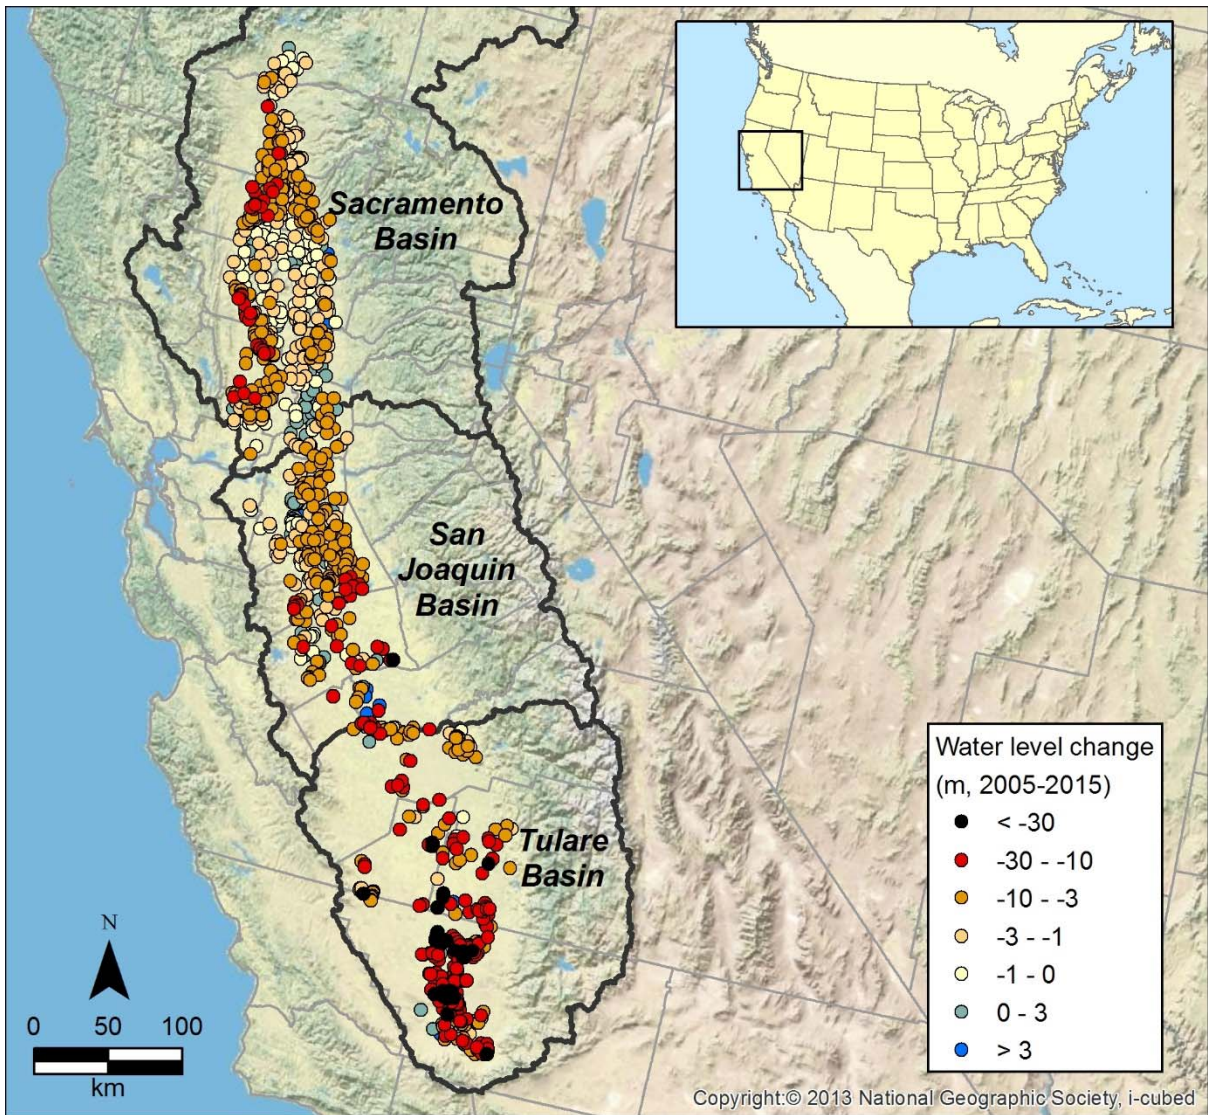 Sacramento
Basin
San
Joaquin
Basin
Tulare
Basin
Water level change
(m, 2005-2015)
< -30
-30 - -10
-10 - -3
-3 - -1
-1 - 0
0 - 3
> 3
N
0 50 100
km
Copyright:© 2013 National Geographic Society, i-cubed